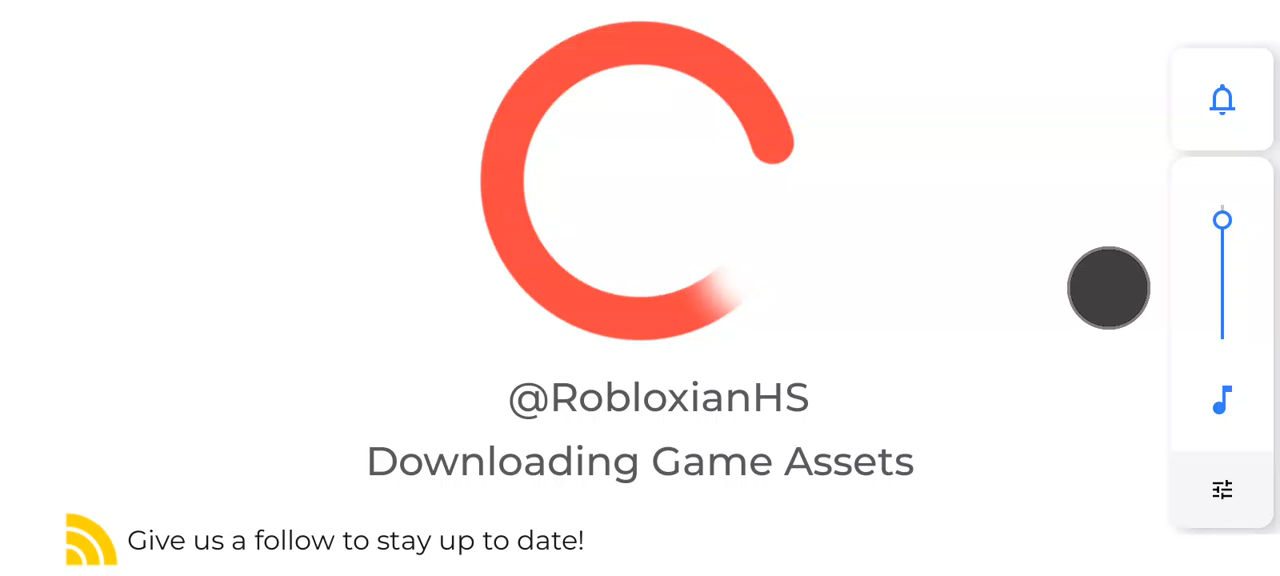 @RobloxianHS
Downloading Game Assets
Give us a follow to stay up to date!